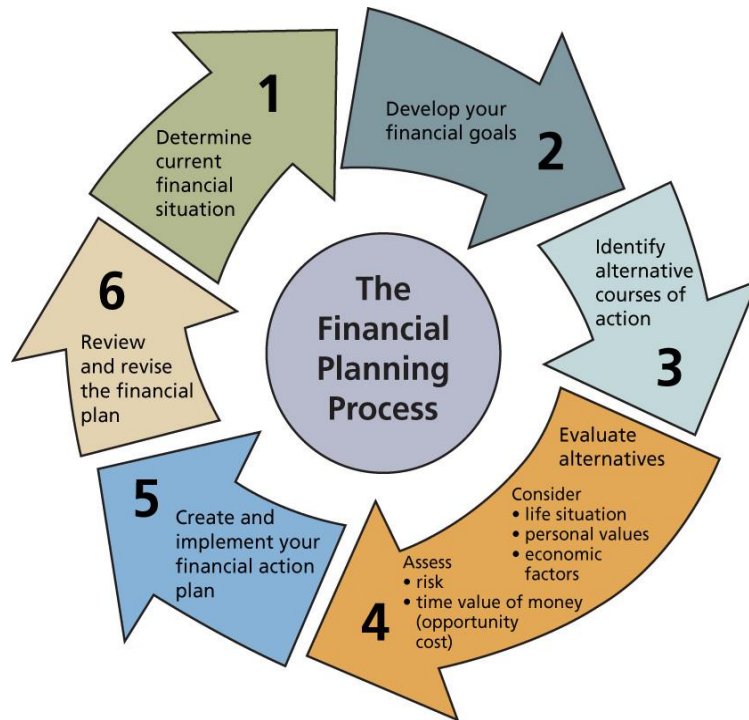 The
Financial
Planning
Process
1
Determine
current
financial
situation
Develop your
financial goals
2
Identify
alternative
courses of
action
3
Evaluate
alternatives
Consider
• life situation
• personal values
• economic
factors
Assess
• risk
• time value of money
(opportunity
cost)
4
5
Create and
implement your
financial action
plan
6
Review
and revise
the financial
plan